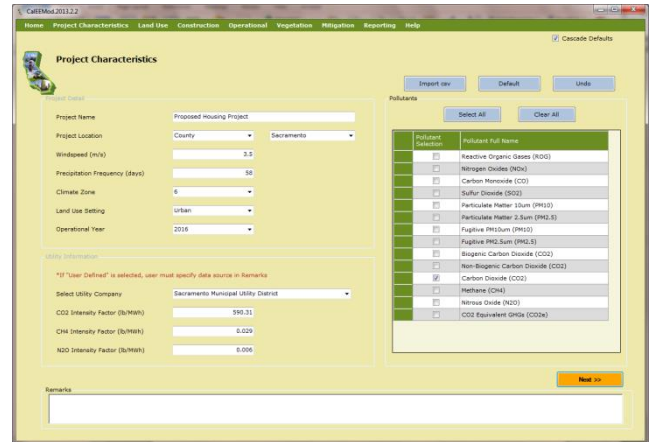 CalEEMod.2013.2.2
Home Project Characteristics Land Use Construction Operational Vegetation Mitigation Reporting Help
Cascade Defaults
Project Characteristics
Import csv Default Undo
Project Detail
Project Name Proposed Housing Project
Project Location County Sacramento
Windspeed (m/s) 3.5
Precipitation Frequency (days) 58
Climate Zone 6
Land Use Setting Urban
Operational Year 2016
Utility Information
*If "User Defined" is selected, user must specify data source in Remarks
Select Utility Company Sacramento Municipal Utility District
CO2 Intensity Factor (lb/MWh) 590.31
CH4 Intensity Factor (lb/MWh) 0.029
N2O Intensity Factor (lb/MWh) 0.006
Pollutants
Select All Clear All
Pollutant Selection Pollutant Full Name
Reactive Organic Gases (ROG)
Nitrogen Oxides (NOx)
Carbon Monoxide (CO)
Sulfur Dioxide (SO2)
Particulate Matter 10um (PM10)
Particulate Matter 2.5um (PM2.5)
Fugitive PM10um (PM10)
Fugitive PM2.5um (PM2.5)
Biogenic Carbon Dioxide (CO2)
Non-Biogenic Carbon Dioxide (CO2)
Carbon Dioxide (CO2)
Methane (CH4)
Nitrous Oxide (N2O)
CO2 Equivalent GHGs (CO2e)
Next >>
Remarks